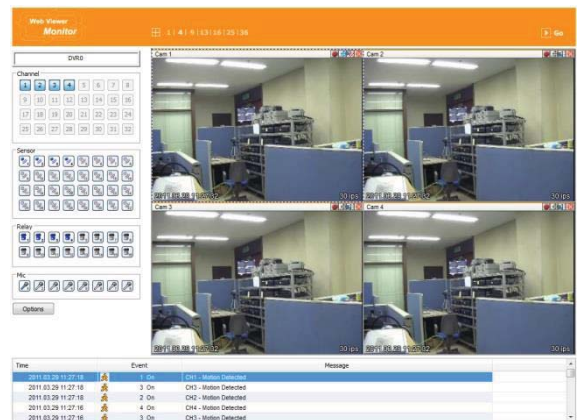 Web Viewer
Monitor
1 | 4 | 9 | 13 | 16 | 25 | 36
Go
DVR0
Channel
1 2 3 4 5 6 7 8
9 10 11 12 13 14 15 16
17 18 19 20 21 22 23 24
25 26 27 28 29 30 31 32
Sensor
Relay
Mic
Options
Cam 1
Cam 2
30 ips
30 ips
Cam 3
Cam 4
30 ips
30 ips
Time Event Message
2011.03.29 11:27:18 1 On CH1 - Motion Detected
2011.03.29 11:27:18 3 On CH3 - Motion Detected
2011.03.29 11:27:18 2 On CH2 - Motion Detected
2011.03.29 11:27:16 4 On CH4 - Motion Detected
2011.03.29 11:27:16 3 On CH3 - Motion Detected